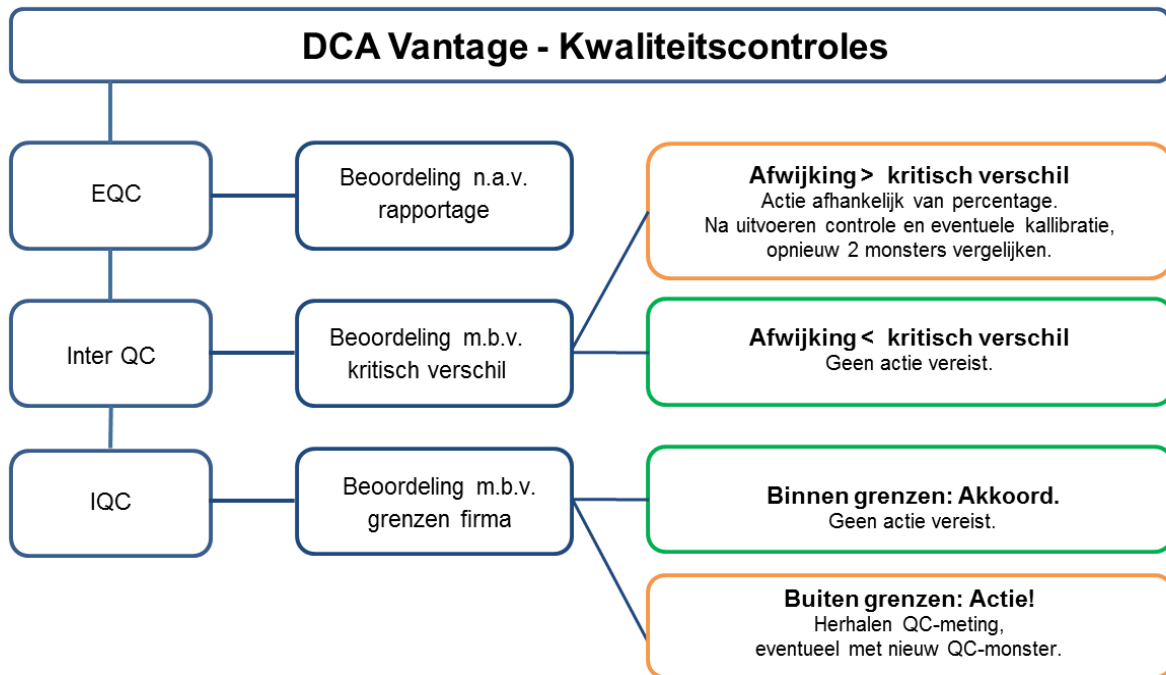 DCA Vantage - Kwaliteitscontroles
EQC
Beoordeling n.a.v.
rapportage
Afwijking > kritisch verschil
Actie afhankelijk van percentage.
Na uitvoeren controle en eventuele kallibratie,
opnieuw 2 monsters vergelijken.
Inter QC
Beoordeling m.b.v.
kritisch verschil
Afwijking < kritisch verschil
Geen actie vereist.
IQC
Beoordeling m.b.v.
grenzen firma
Binnen grenzen: Akkoord.
Geen actie vereist.
Buiten grenzen: Actie!
Herhalen QC-meting,
eventueel met nieuw QC-monster.